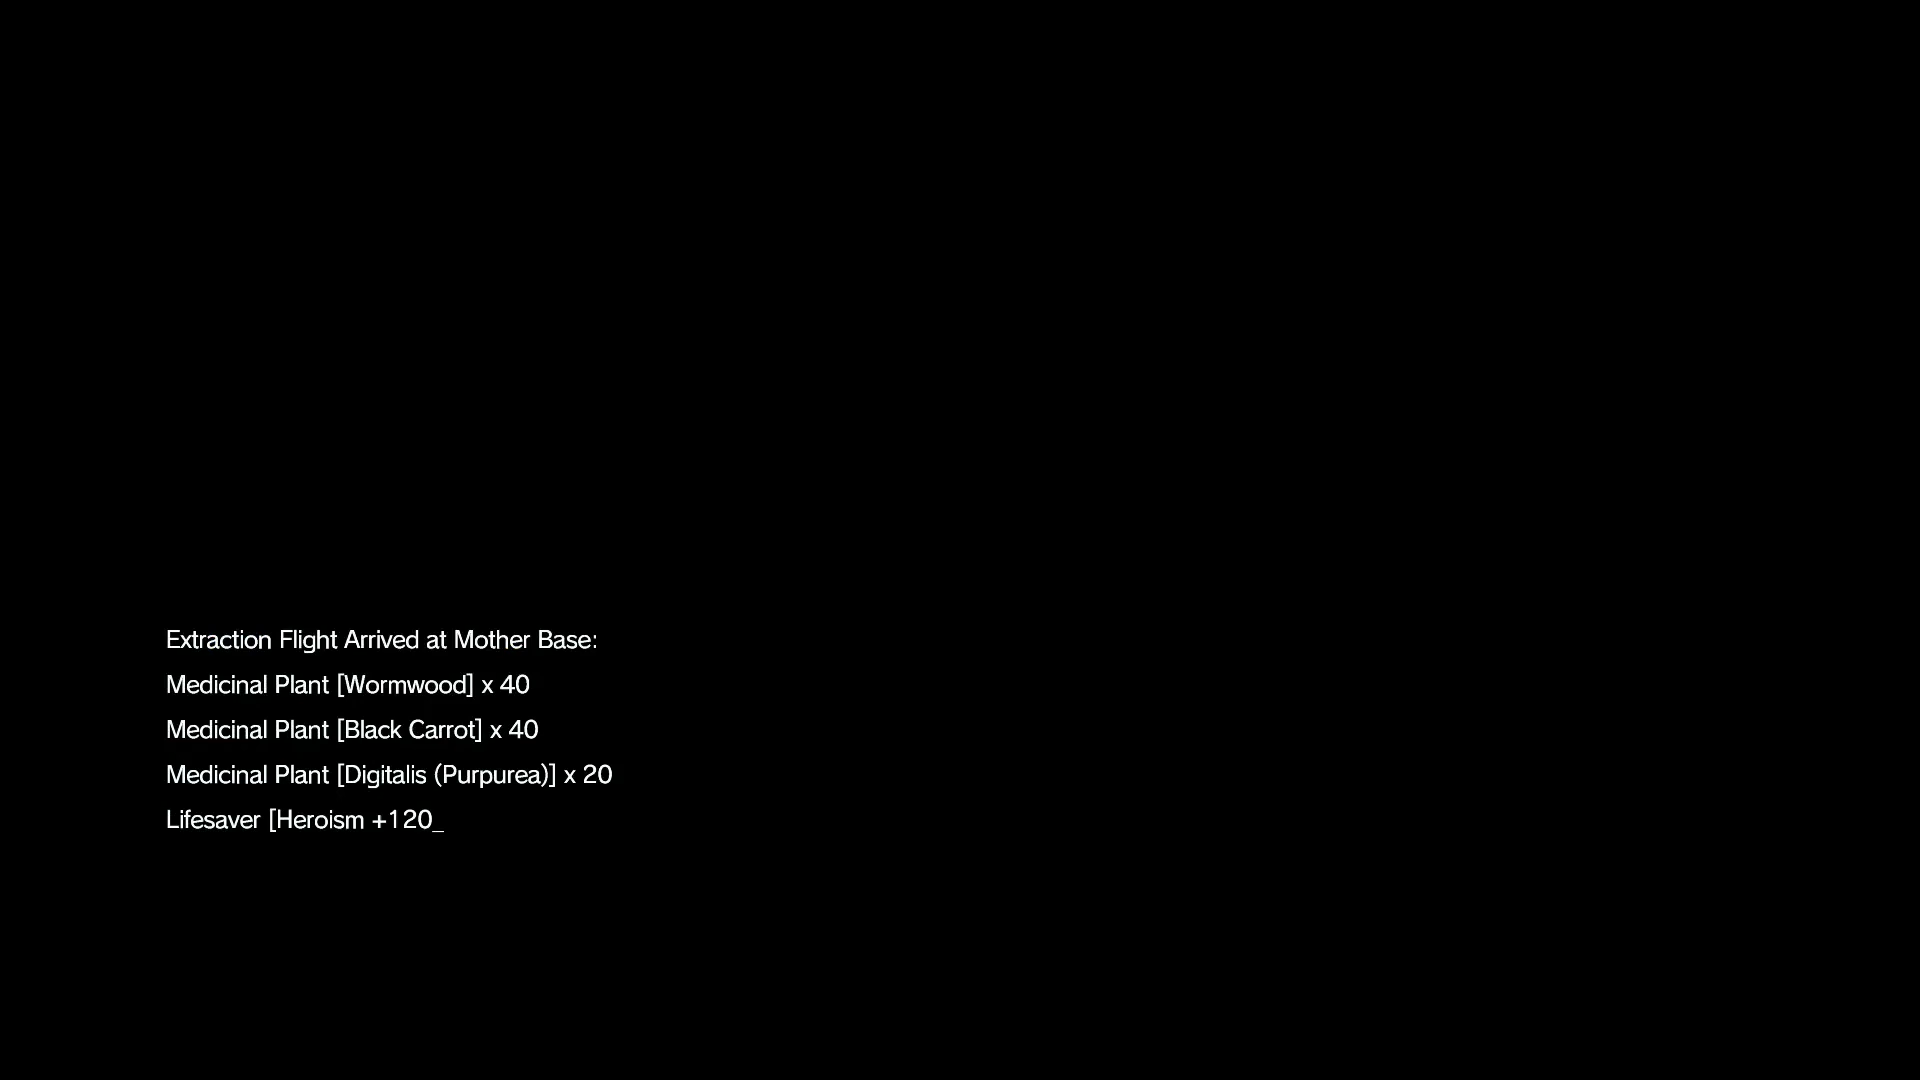 Extraction Flight Arrived at Mother Base:
Medicinal Plant [Wormwood] x 40
Medicinal Plant [Black Carrot] x 40
Medicinal Plant [Digitalis (Purpurea)] x 20
Lifesaver [Heroism +120_